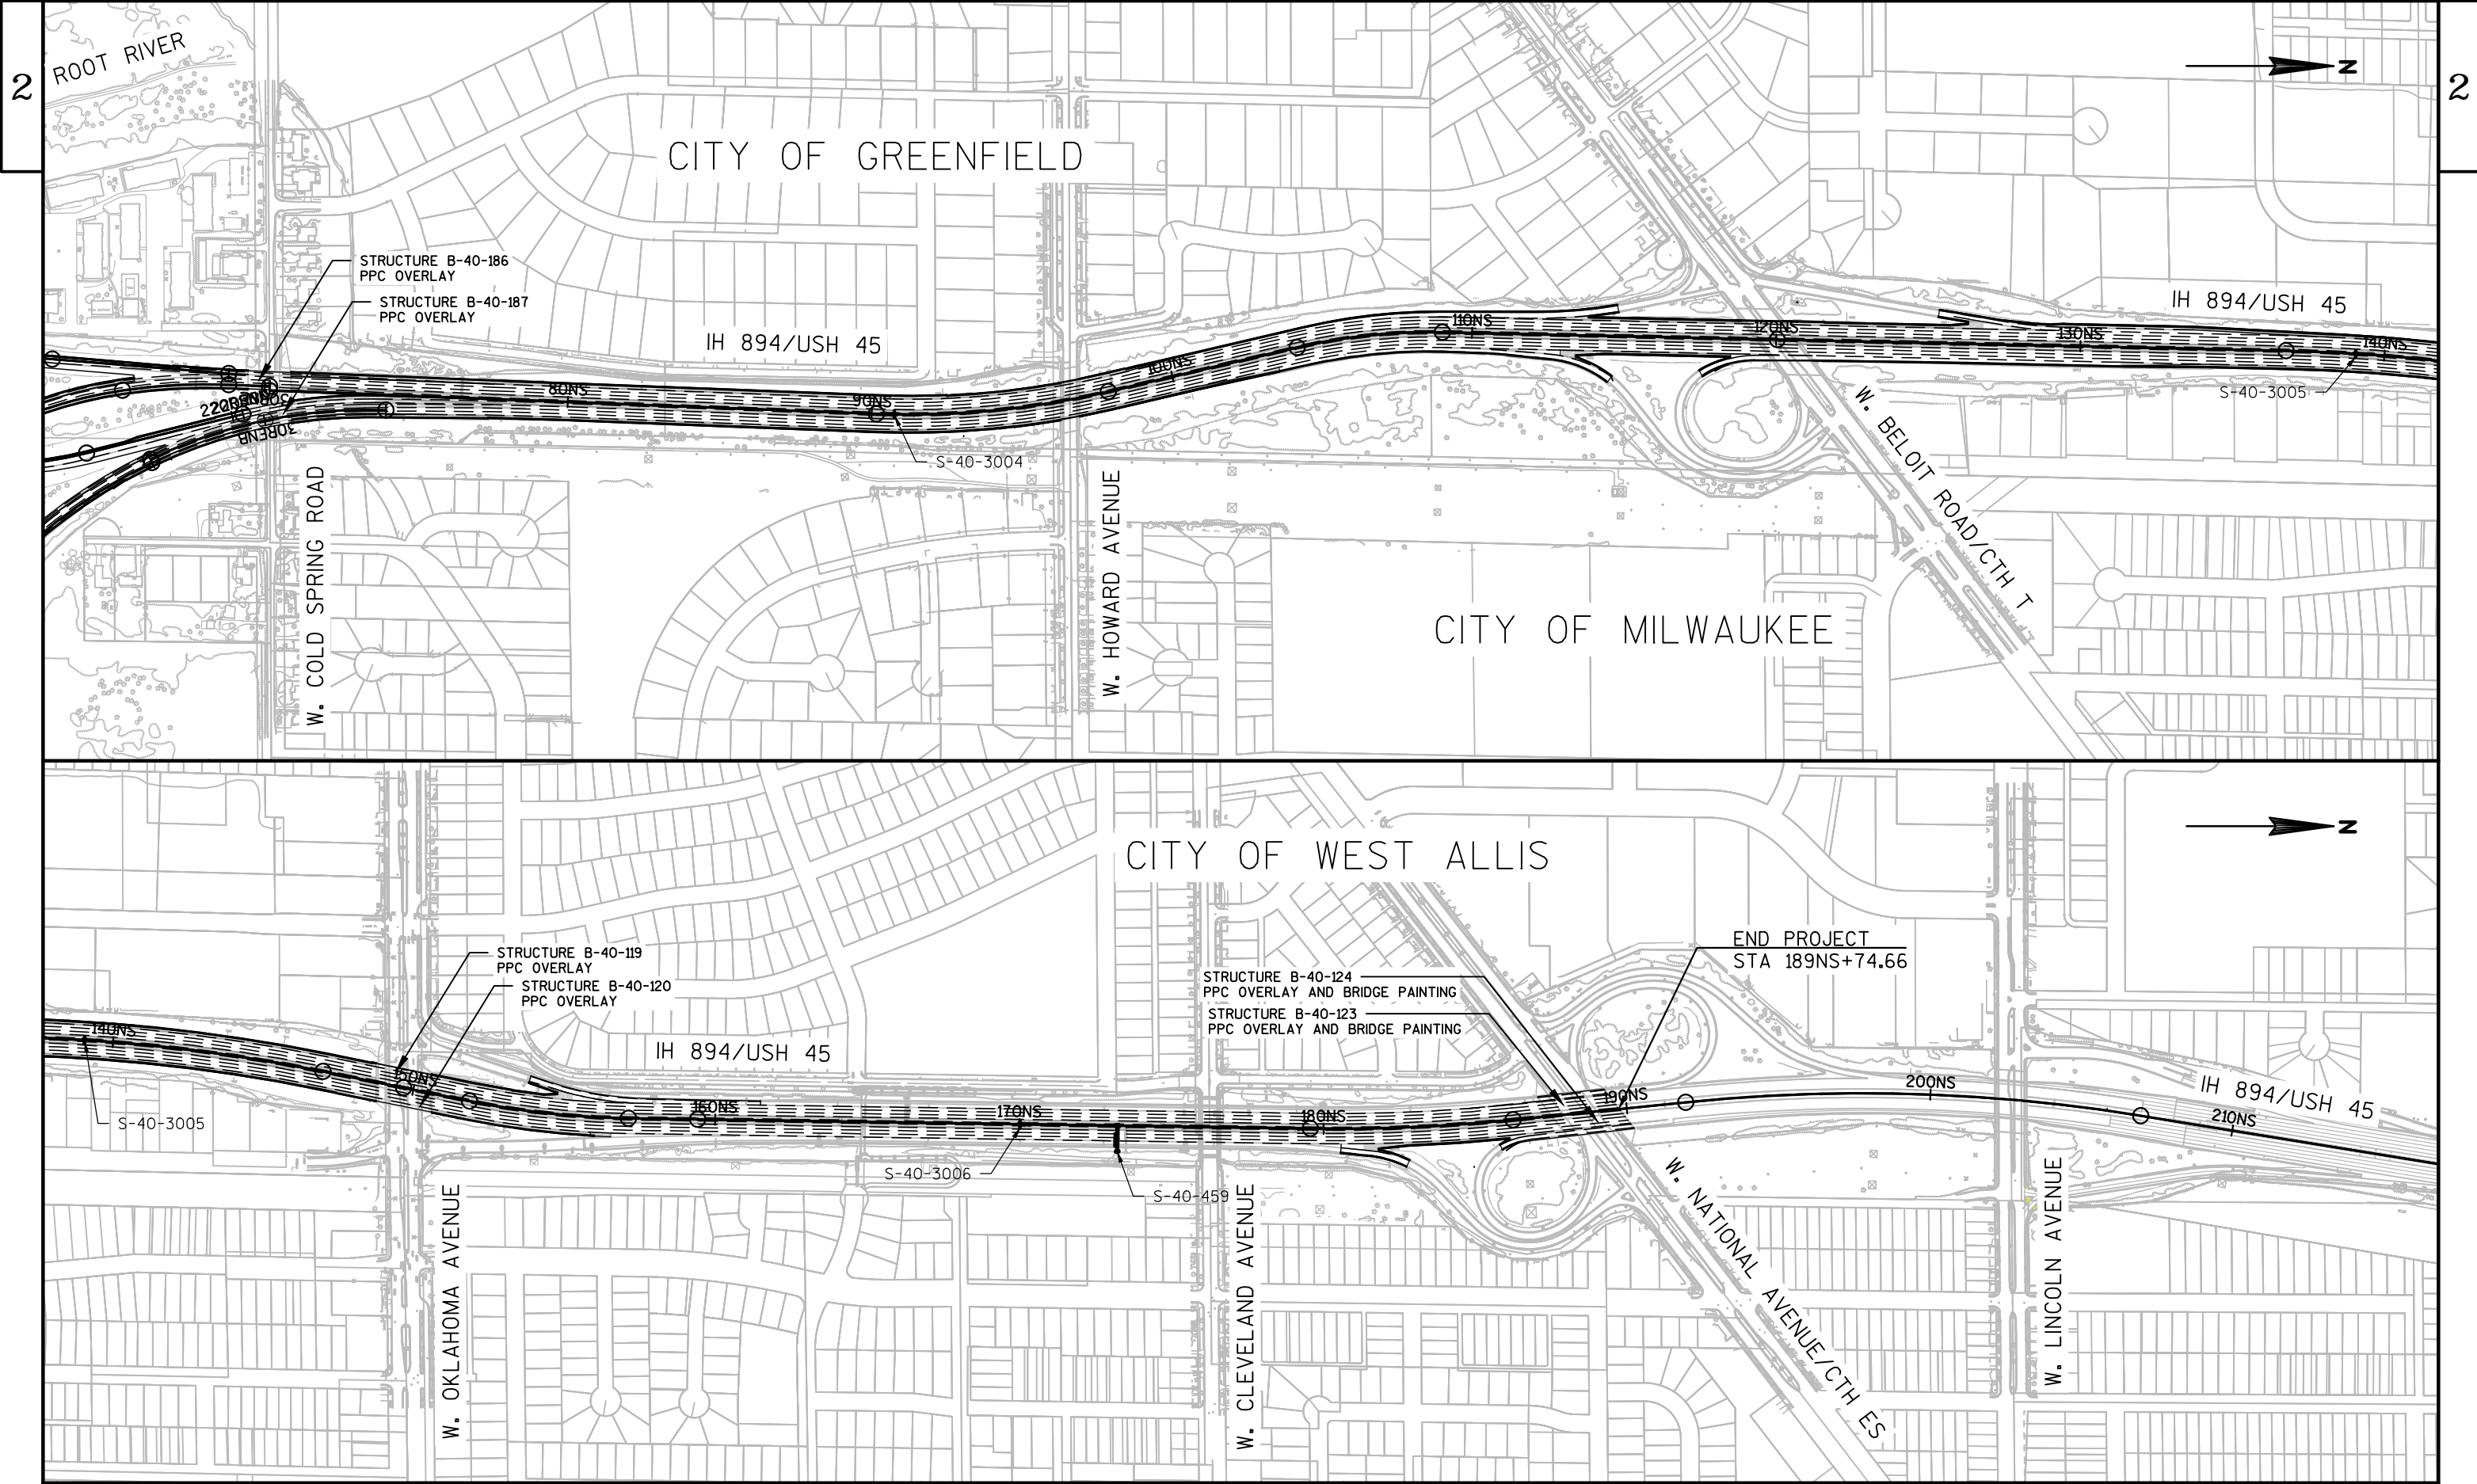 2
2
ROOT RIVER
N
CITY OF GREENFIELD
STRUCTURE B-40-186
PPC OVERLAY
STRUCTURE B-40-187
PPC OVERLAY
IH 894/USH 45
IH 894/USH 45
80NS
90NS
100NS
110NS
120NS
130NS
140NS
30RENB
S-40-3004
S-40-3005
W. COLD SPRING ROAD
W. HOWARD AVENUE
W. BELOIT ROAD/CTH T
CITY OF MILWAUKEE
N
CITY OF WEST ALLIS
STRUCTURE B-40-119
PPC OVERLAY
STRUCTURE B-40-120
PPC OVERLAY
STRUCTURE B-40-124
PPC OVERLAY AND BRIDGE PAINTING
STRUCTURE B-40-123
PPC OVERLAY AND BRIDGE PAINTING
END PROJECT
STA 189NS+74.66
IH 894/USH 45
IH 894/USH 45
140NS
150NS
160NS
170NS
180NS
190NS
200NS
210NS
S-40-3005
S-40-3006
S-40-459
W. OKLAHOMA AVENUE
W. CLEVELAND AVENUE
W. NATIONAL AVENUE/CTH ES
W. LINCOLN AVENUE